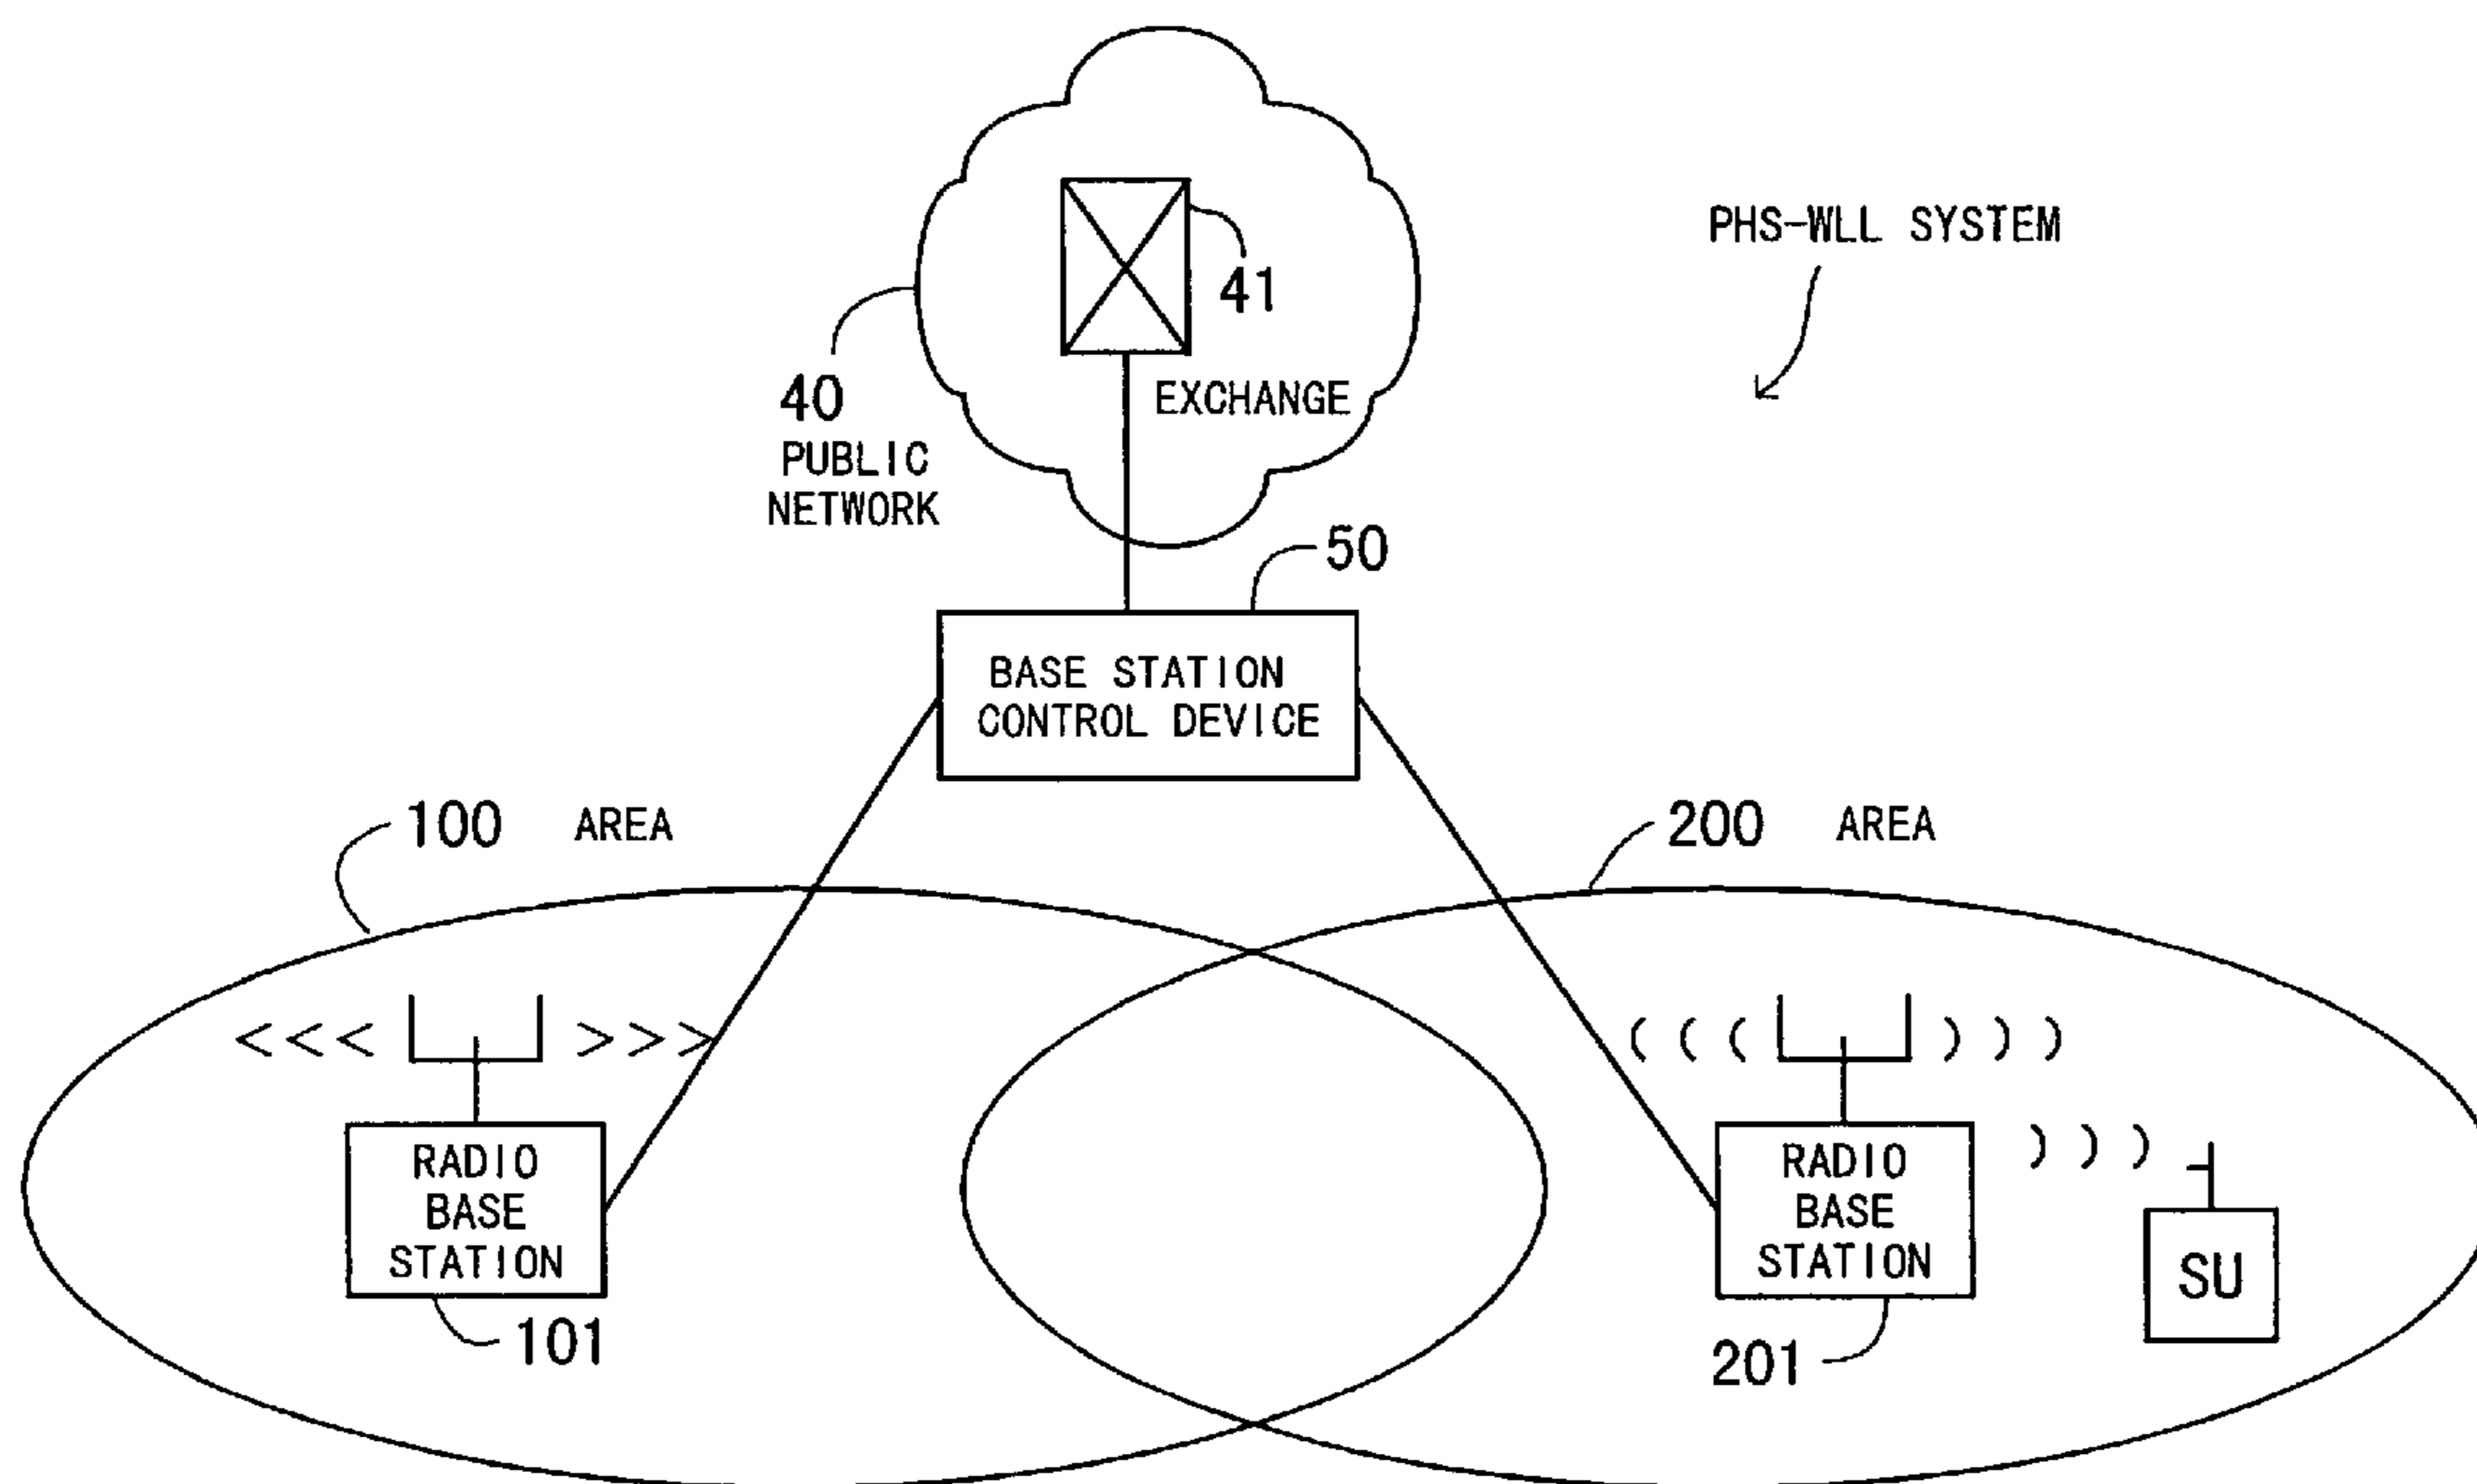 PHS-WLL SYSTEM
41
EXCHANGE
40
PUBLIC
NETWORK
50
BASE STATION
CONTROL DEVICE
100 AREA
200 AREA
RADIO
BASE
STATION
101
RADIO
BASE
STATION
201
SU